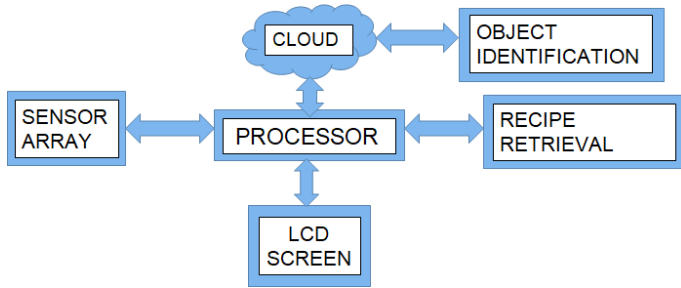 CLOUD
OBJECT
IDENTIFICATION
SENSOR
ARRAY
PROCESSOR
RECIPE
RETRIEVAL
LCD
SCREEN